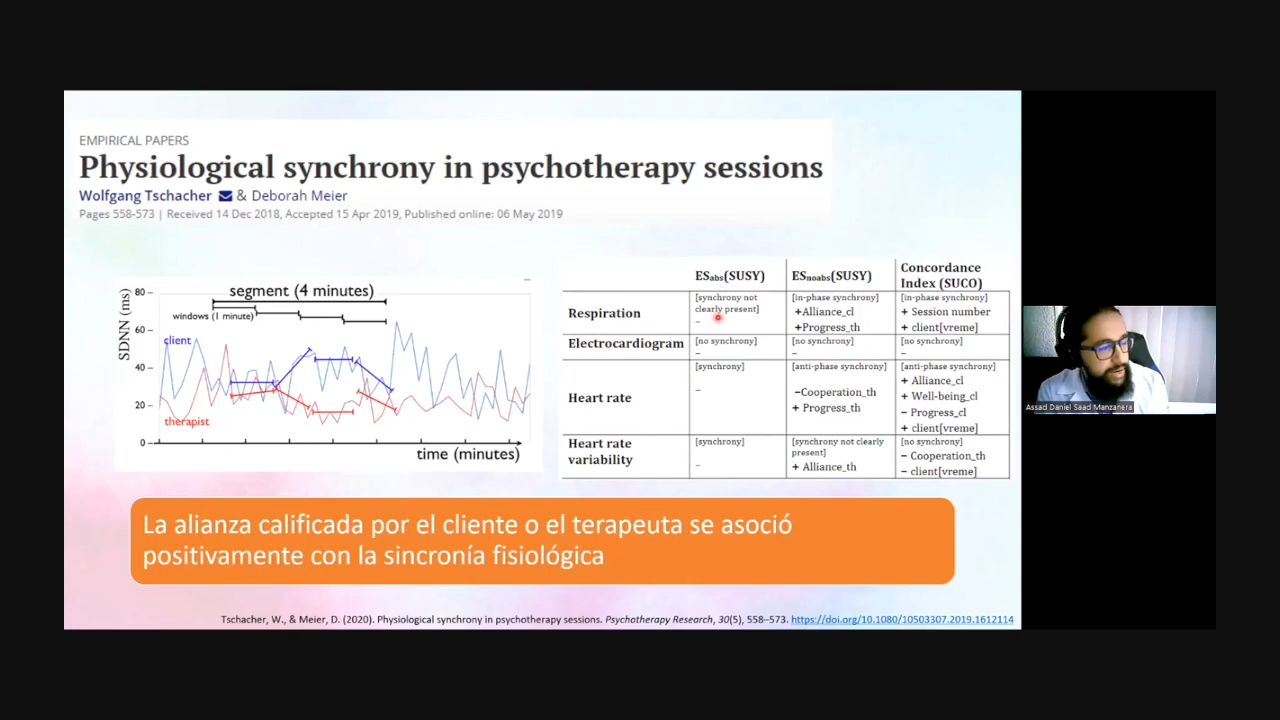 EMPIRICAL PAPERS
Physiological synchrony in psychotherapy sessions
Wolfgang Tschacher & Deborah Meier
Pages 558-573 | Received 14 Dec 2018, Accepted 15 Apr 2019, Published online: 06 May 2019
segment (4 minutes)
windows (1 minute)
client
therapist
SDNN (ms)
80
60
40
20
0
time (minutes)
ESabs(SUSY) ESnoabs(SUSY) Concordance Index (SUCO)
Respiration
[synchrony not clearly present]
–
[in-phase synchrony]
+Alliance_cl
+Progress_th
[in-phase synchrony]
+ Session number
+ client[vreme]
Electrocardiogram
[no synchrony]
–
[no synchrony]
–
[no synchrony]
–
Heart rate
[synchrony]
–
[anti-phase synchrony]
−Cooperation_th
+ Progress_th
[anti-phase synchrony]
+ Alliance_cl
+ Well-being_cl
− Progress_cl
+ client[vreme]
Heart rate variability
[synchrony]
–
[synchrony not clearly present]
+ Alliance_th
[no synchrony]
− Cooperation_th
− client[vreme]
La alianza calificada por el cliente o el terapeuta se asoció
positivamente con la sincronía fisiológica
Tschacher, W., & Meier, D. (2020). Physiological synchrony in psychotherapy sessions. Psychotherapy Research, 30(5), 558–573. https://doi.org/10.1080/10503307.2019.1612114
Assad Daniel Saad Manzanera